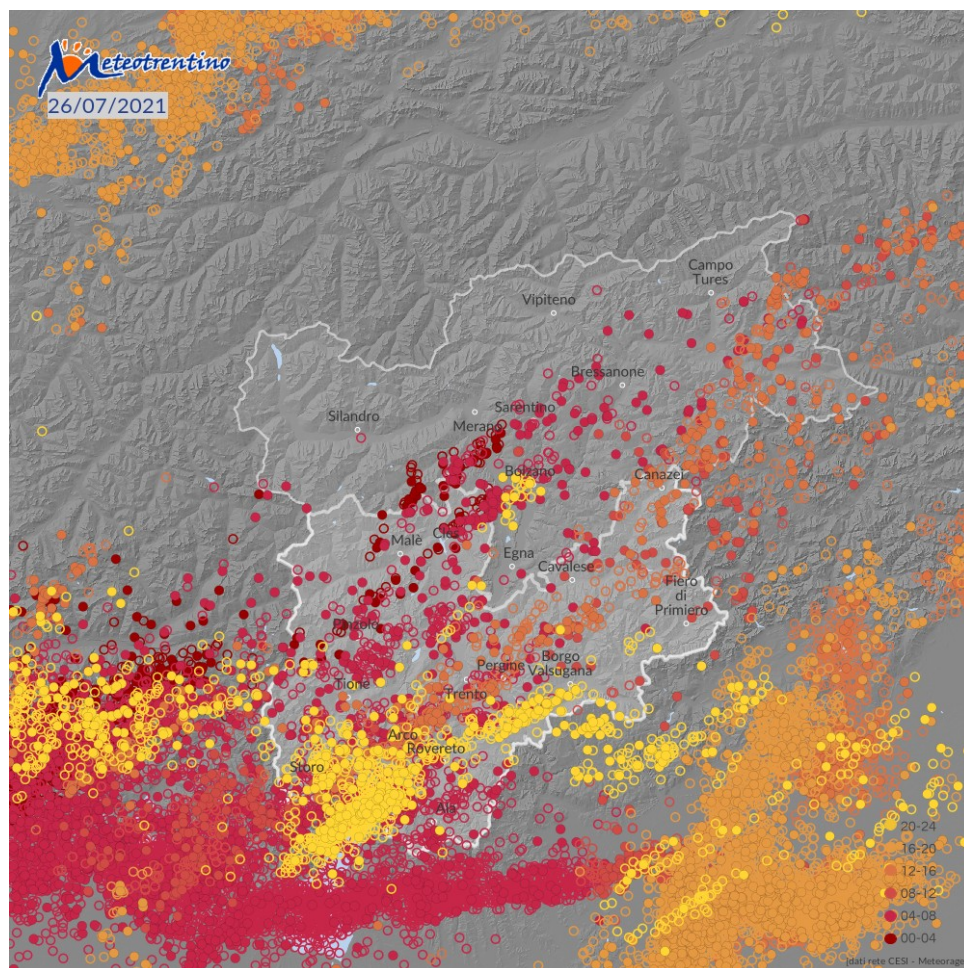 Meteotrentino
26/07/2021
Campo
Tures
Vipiteno
Bressanone
Silandro
Sarentino
Merano
Bolzano
Canazei
Malè
Cles
Egna
Cavalese
Fiero
di
Primiero
Pinzolo
Borgo
Valsugana
Pergine
Tione
Trento
Arco
Rovereto
Storo
Ala
20-24
16-20
12-16
08-12
04-08
00-04
dati rete CESI - Meteorage